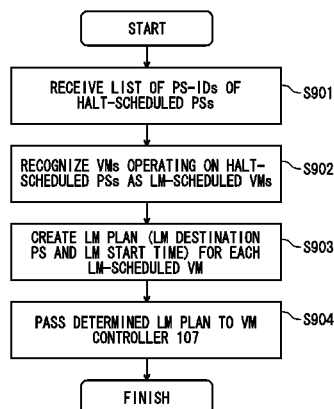 START
RECEIVE LIST OF PS-IDs OF
HALT-SCHEDULED PSs
S901
RECOGNIZE VMs OPERATING ON HALT-
SCHEDULED PSs AS LM-SCHEDULED VMs
S902
CREATE LM PLAN (LM DESTINATION
PS AND LM START TIME) FOR EACH
LM-SCHEDULED VM
S903
PASS DETERMINED LM PLAN TO VM
CONTROLLER 107
S904
FINISH